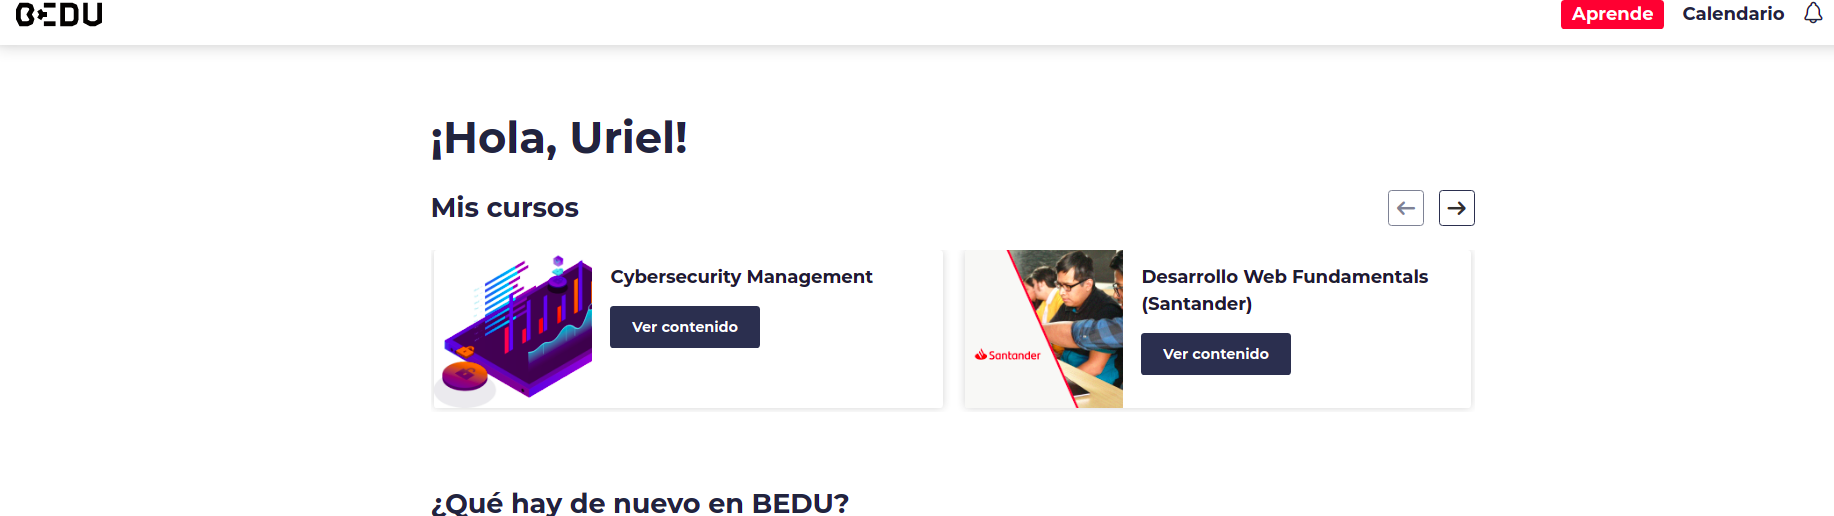 BEDU
Aprende
Calendario
¡Hola, Uriel!
Mis cursos
Cybersecurity Management
Ver contenido
Santander
Desarrollo Web Fundamentals
(Santander)
Ver contenido
¿Qué hay de nuevo en BEDU?